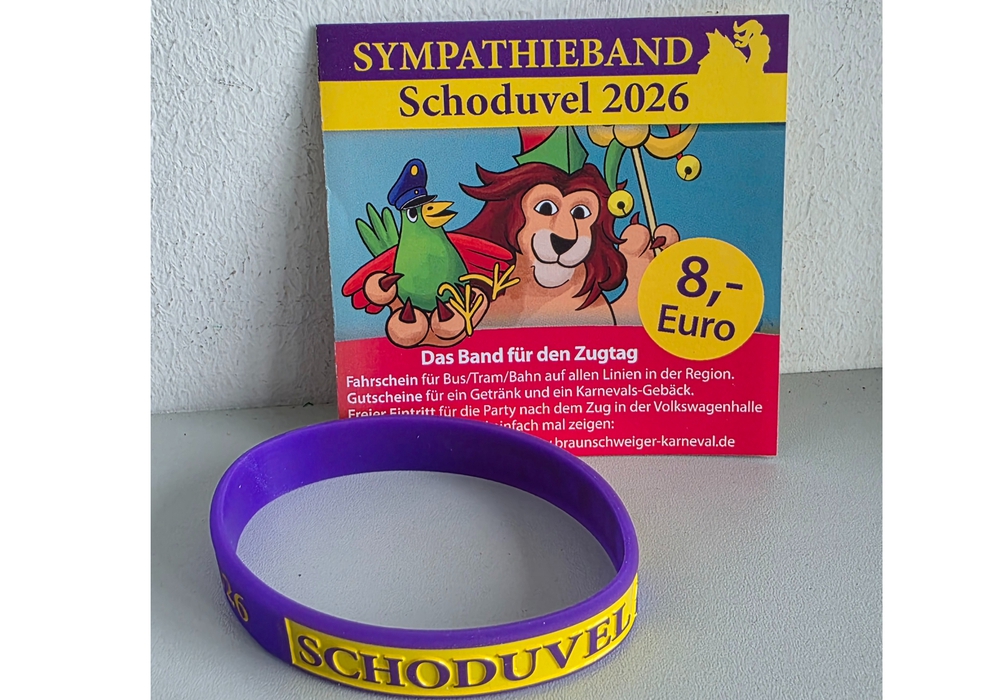 SYMPATHIEBAND
Schoduvel 2026
8,-
Euro
Das Band für den Zugtag
Fahrschein für Bus/Tram/Bahn auf allen Linien in der Region.
Gutscheine für ein Getränk und ein Karnevals-Gebäck.
Freier Eintritt für die Party nach dem Zug in der Volkswagenhalle
einfach mal zeigen:
braunschweiger-karneval.de
26
SCHODUVEL